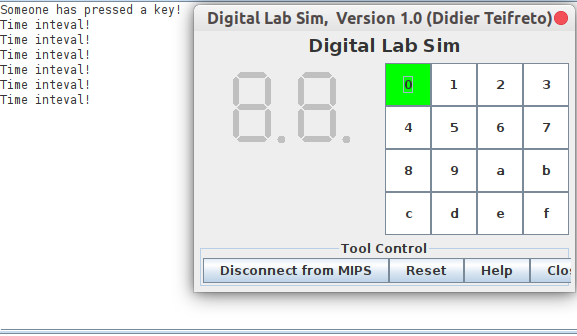 Someone has pressed a key!
Time inteval!
Time inteval!
Time inteval!
Time inteval!
Time inteval!
Time inteval!
Digital Lab Sim, Version 1.0 (Didier Teifreto)
Digital Lab Sim
0 1 2 3
4 5 6 7
8 9 a b
c d e f
Tool Control
Disconnect from MIPS Reset Help Clo